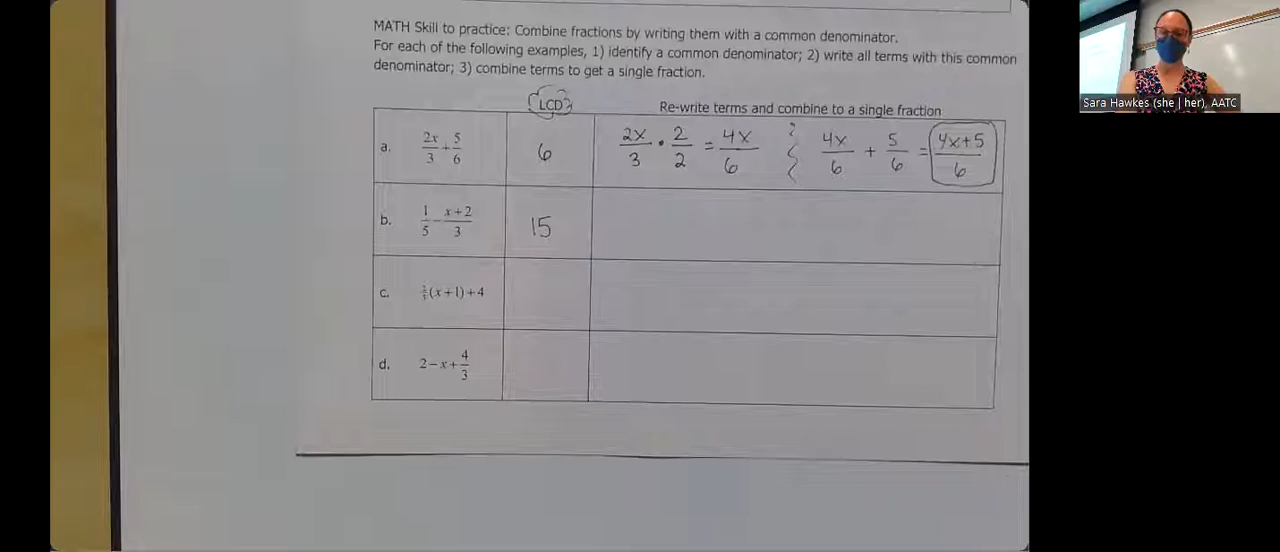 MATH Skill to practice: Combine fractions by writing them with a common denominator.
For each of the following examples, 1) identify a common denominator; 2) write all terms with this common
denominator; 3) combine terms to get a single fraction.
LCD Re-write terms and combine to a single fraction
a. 2x/3 + 5/6 6 2x/3 • 2/2 = 4x/6 4x/6 + 5/6 = (4x+5)/6
b. 1/5 - (x+2)/3 15
c. (x+1)+4
d. 2-x+4/3
Sara Hawkes (she | her), AATC